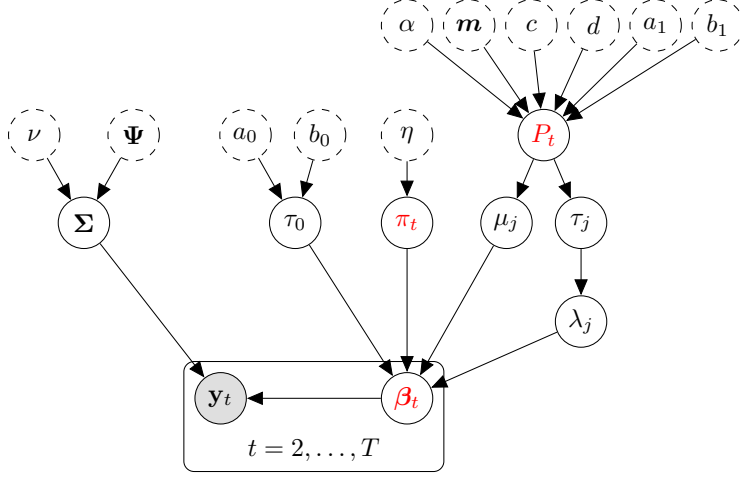 α m c d a₁ b₁
ν Ψ a₀ b₀ η Pₜ
Σ τ₀ πₜ μⱼ τⱼ
λⱼ
yₜ βₜ
t = 2, . . . , T